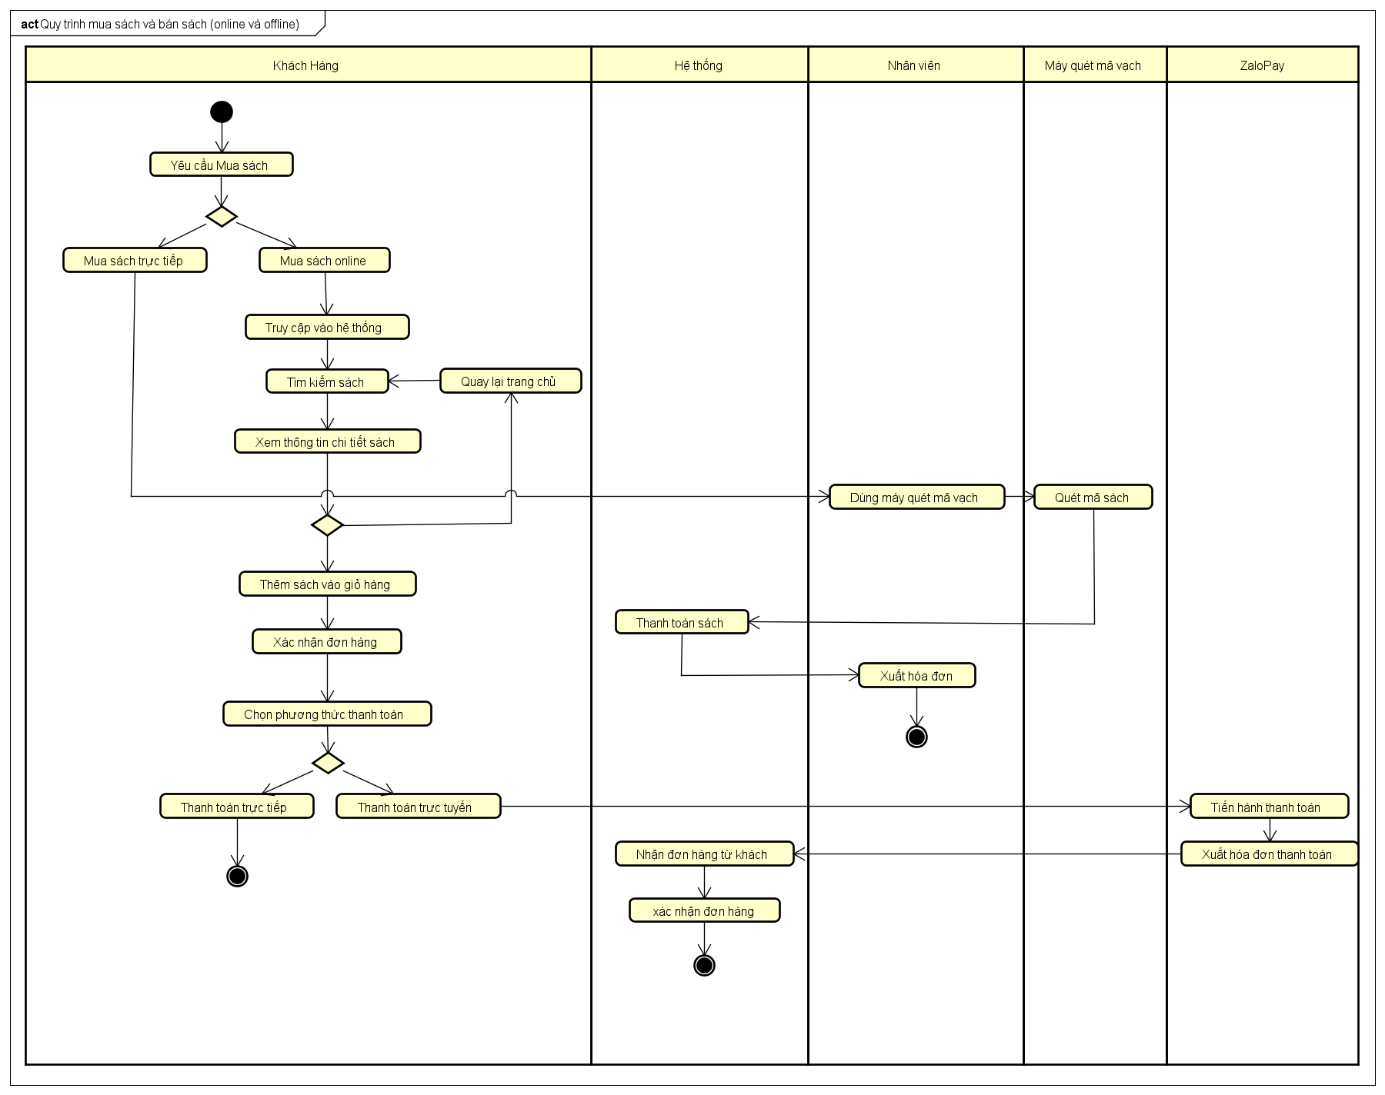 act Quy trình mua sách và bán sách (online và offline)
Khách Hàng
Hệ thống
Nhân viên
Máy quét mã vạch
ZaloPay
Yêu cầu Mua sách
Mua sách trực tiếp
Mua sách online
Truy cập vào hệ thống
Tìm kiếm sách
Quay lại trang chủ
Xem thông tin chi tiết sách
Dùng máy quét mã vạch
Quét mã sách
Thêm sách vào giỏ hàng
Thanh toán sách
Xác nhận đơn hàng
Xuất hóa đơn
Chọn phương thức thanh toán
Thanh toán trực tiếp
Thanh toán trực tuyến
Tiến hành thanh toán
Nhận đơn hàng từ khách
Xuất hóa đơn thanh toán
xác nhận đơn hàng